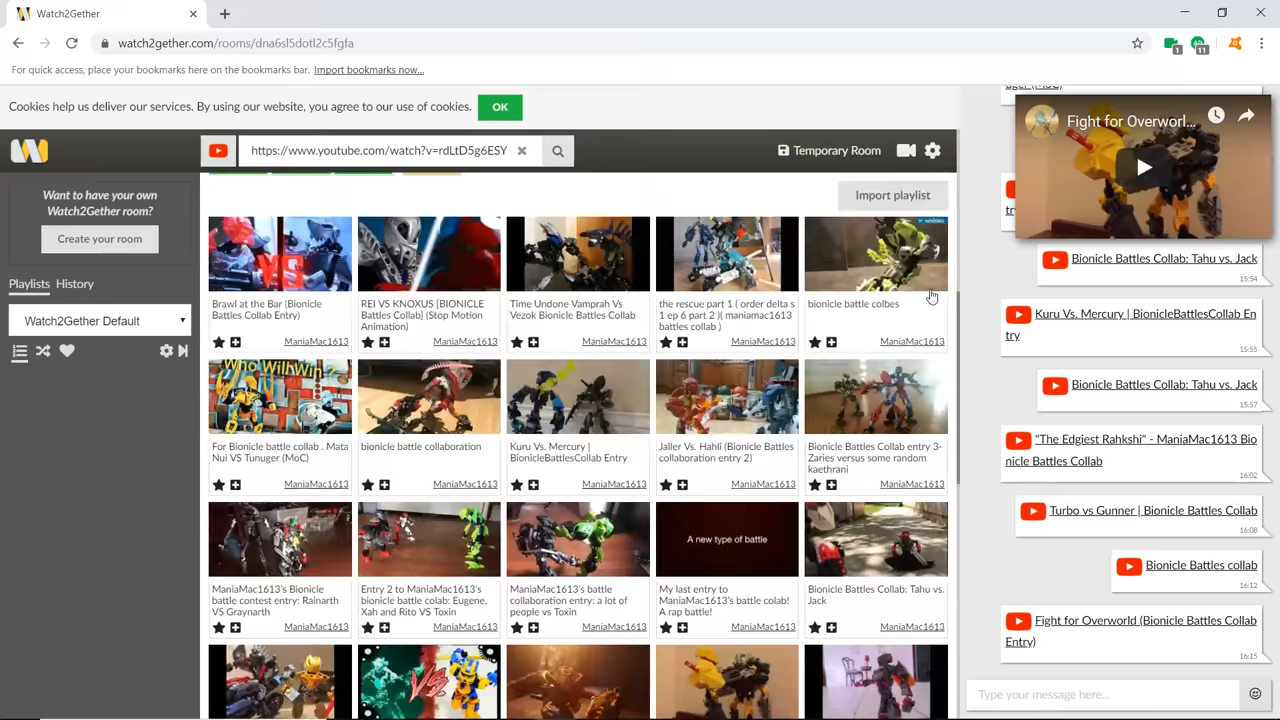 Watch2Gether
watch2gether.com/rooms/dna6sl5dotl2c5fgfa
1
11
For quick access, place your bookmarks here on the bookmarks bar. Import bookmarks now...
Cookies help us deliver our services. By using our website, you agree to our use of cookies.
OK
https://www.youtube.com/watch?v=rdLtD5g6ESY
Temporary Room
Want to have your own
Watch2Gether room?
Create your room
Playlists
History
Watch2Gether Default
Import playlist
Brawl at the Bar (Bionicle
Battles Collab Entry)
ManiaMac1613
REI VS KNOXUS [BIONICLE
Battles Collab] (Stop Motion
Animation)
ManiaMac1613
Time Undone Vamprah Vs
Vezok Bionicle Battles Collab
ManiaMac1613
the rescue part 1 ( order delta s
1 ep 6 part 2 )( maniamac1613
battles collab )
ManiaMac1613
bionicle battle colbes
ManiaMac1613
Who Will Win ?
For Bionicle battle collab . Mata
Nui VS Tunuger (MoC)
ManiaMac1613
bionicle battle collaboration
ManiaMac1613
Kuru Vs. Mercury |
BionicleBattlesCollab Entry
ManiaMac1613
Jaller Vs. Hahli (Bionicle Battles
collaboration entry 2)
ManiaMac1613
Bionicle Battles Collab entry 3-
Zaries versus some random
kaethrani
ManiaMac1613
ManiaMac1613's Bionicle
battle contest entry: Rainarth
VS Graynarth
ManiaMac1613
Entry 2 to ManiaMac1613's
bionicle battle colab: Eugene,
Xah and Rito VS Toxin
ManiaMac1613
ManiaMac1613's battle
collaboration entry: a lot of
people vs Toxin
ManiaMac1613
A new type of battle
My last entry to
ManiaMac1613's battle colab!
A rap battle!
ManiaMac1613
Bionicle Battles Collab: Tahu vs.
Jack
ManiaMac1613
VS
Fight for Overworl...
Bionicle Battles Collab: Tahu vs. Jack
15:54
Kuru Vs. Mercury | BionicleBattlesCollab En
try
15:55
Bionicle Battles Collab: Tahu vs. Jack
15:57
"The Edgiest Rahkshi" - ManiaMac1613 Bio
nicle Battles Collab
16:02
Turbo vs Gunner | Bionicle Battles Collab
16:08
Bionicle Battles collab
16:12
Fight for Overworld (Bionicle Battles Collab
Entry)
16:15
Type your message here...